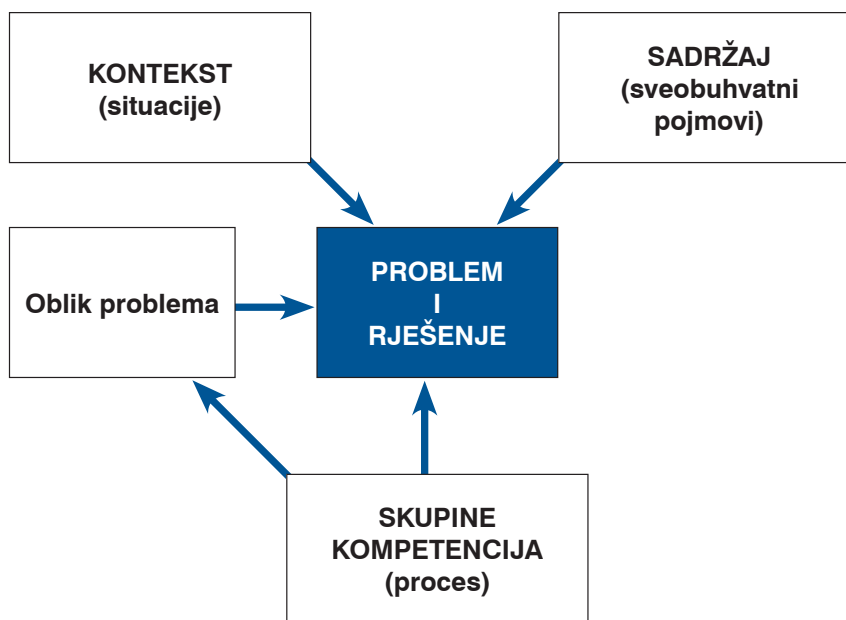 KONTEKST
(situacije)
SADRŽAJ
(sveobuhvatni
pojmovi)
Oblik problema
PROBLEM
I
RJEŠENJE
SKUPINE
KOMPETENCIJA
(proces)